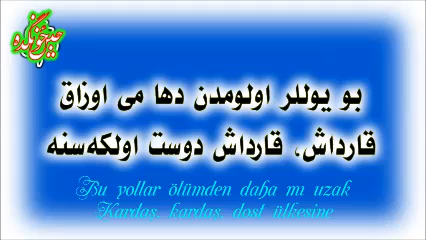 بو یوللر اولومدن دها می اوزاق
قارداش، قارداش دوست اولکه‌سنه
Bu yollar ölümden daha mı uzak
Kardaş, kardaş, dost ülkesine